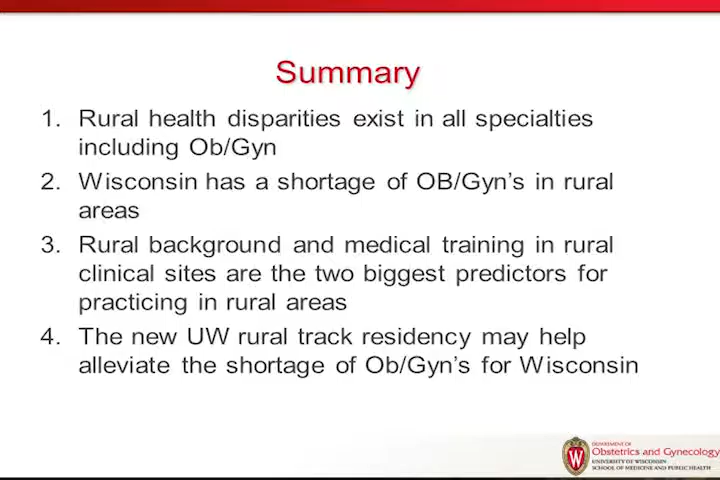 Summary
1. Rural health disparities exist in all specialties
including Ob/Gyn
2. Wisconsin has a shortage of OB/Gyn's in rural
areas
3. Rural background and medical training in rural
clinical sites are the two biggest predictors for
practicing in rural areas
4. The new UW rural track residency may help
alleviate the shortage of Ob/Gyn's for Wisconsin
W
DEPARTMENT OF
Obstetrics and Gynecology
UNIVERSITY OF WISCONSIN
SCHOOL OF MEDICINE AND PUBLIC HEALTH